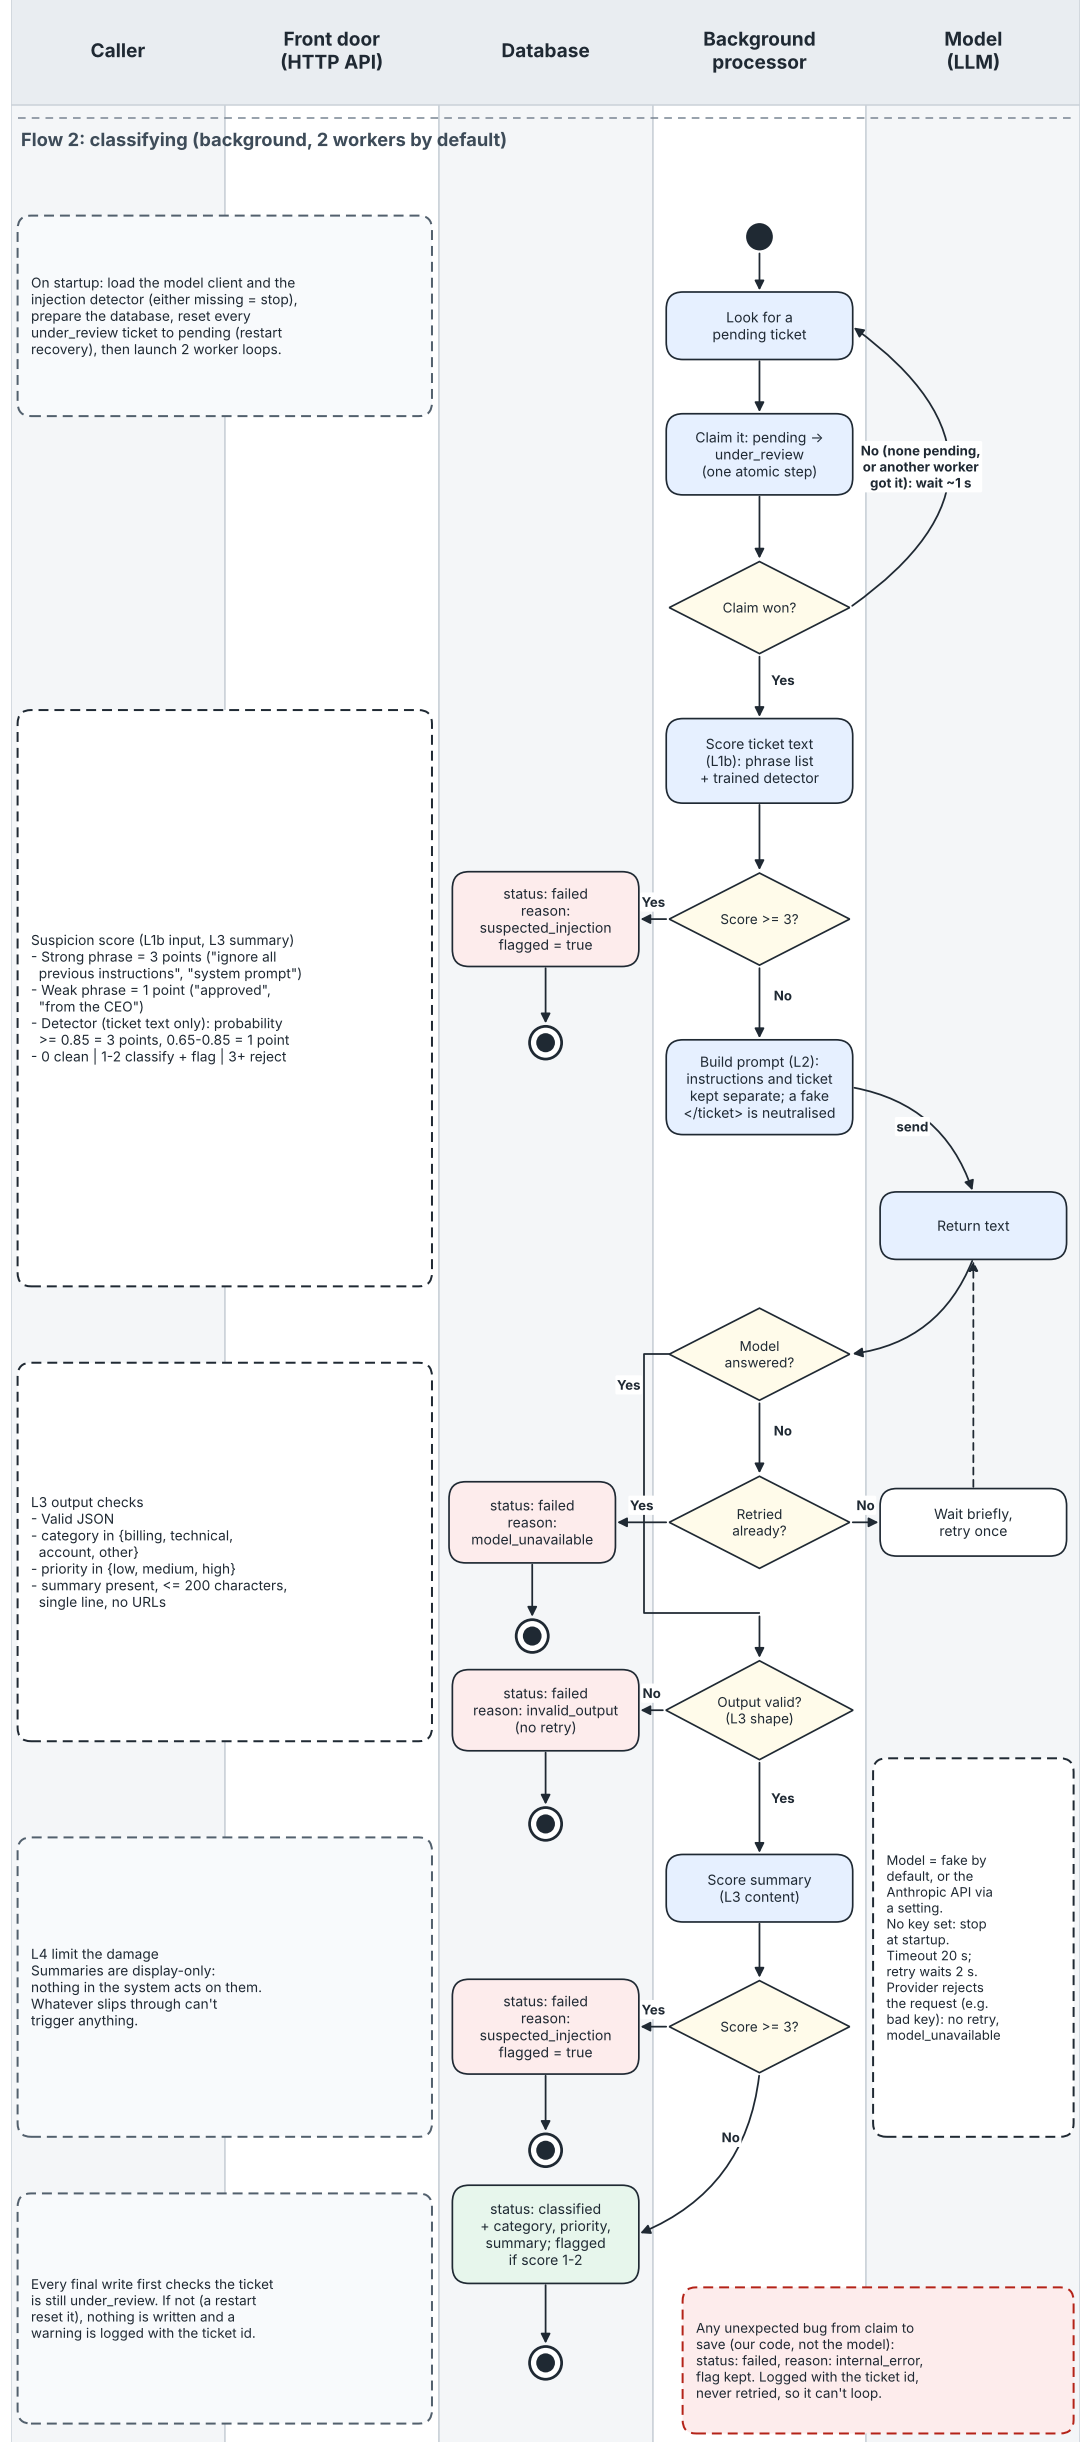 Caller
Front door
(HTTP API)
Database
Background
processor
Model
(LLM)
Flow 2: classifying (background, 2 workers by default)
On startup: load the model client and the
injection detector (either missing = stop),
prepare the database, reset every
under_review ticket to pending (restart
recovery), then launch 2 worker loops.
Look for a
pending ticket
Claim it: pending →
under_review
(one atomic step)
No (none pending,
or another worker
got it): wait ~1 s
Claim won?
Yes
Score ticket text
(L1b): phrase list
+ trained detector
Score >= 3?
Yes
status: failed
reason:
suspected_injection
flagged = true
No
Suspicion score (L1b input, L3 summary)
- Strong phrase = 3 points ("ignore all
previous instructions", "system prompt")
- Weak phrase = 1 point ("approved",
"from the CEO")
- Detector (ticket text only): probability
>= 0.85 = 3 points, 0.65-0.85 = 1 point
- 0 clean | 1-2 classify + flag | 3+ reject
Build prompt (L2):
instructions and ticket
kept separate; a fake
</ticket> is neutralised
send
Return text
Model
answered?
Yes
No
L3 output checks
- Valid JSON
- category in {billing, technical,
account, other}
- priority in {low, medium, high}
- summary present, <= 200 characters,
single line, no URLs
status: failed
reason:
model_unavailable
Yes
Retried
already?
No
Wait briefly,
retry once
status: failed
reason: invalid_output
(no retry)
No
Output valid?
(L3 shape)
Yes
Score summary
(L3 content)
Model = fake by
default, or the
Anthropic API via
a setting.
No key set: stop
at startup.
Timeout 20 s;
retry waits 2 s.
Provider rejects
the request (e.g.
bad key): no retry,
model_unavailable
L4 limit the damage
Summaries are display-only:
nothing in the system acts on them.
Whatever slips through can't
trigger anything.
status: failed
reason:
suspected_injection
flagged = true
Yes
Score >= 3?
No
status: classified
+ category, priority,
summary; flagged
if score 1-2
Every final write first checks the ticket
is still under_review. If not (a restart
reset it), nothing is written and a
warning is logged with the ticket id.
Any unexpected bug from claim to
save (our code, not the model):
status: failed, reason: internal_error,
flag kept. Logged with the ticket id,
never retried, so it can't loop.